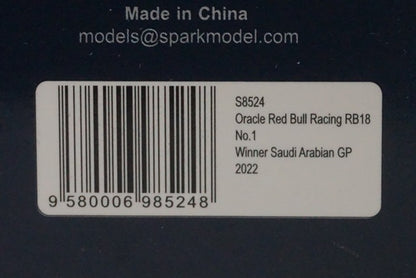 Made in China
models@sparkmodel.com
S8524
Oracle Red Bull Racing RB18
No.1
Winner Saudi Arabian GP
2022
9 580006 985248